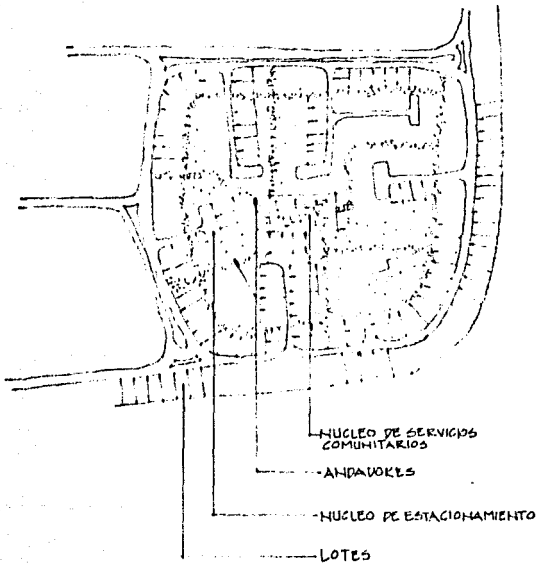 NUCLEO DE SERVICIOS
COMUNITARIOS
ANDADORES
NUCLEO DE ESTACIONAMIENTO
LOTES